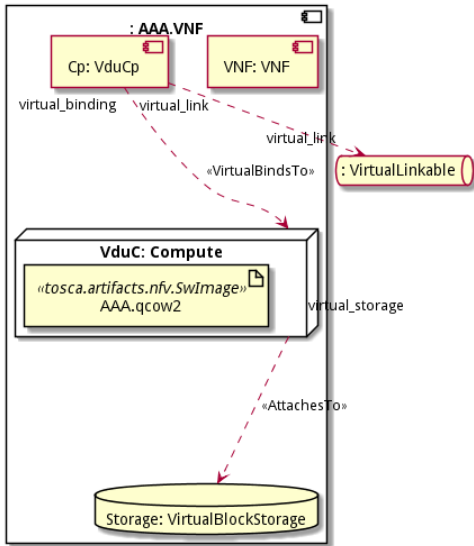 : AAA.VNF
Cp: VduCp
VNF: VNF
virtual_binding
virtual_link
virtual_link
«VirtualBindsTo»
: VirtualLinkable
VduC: Compute
«tosca.artifacts.nfv.SwImage»
AAA.qcow2
virtual_storage
«AttachesTo»
Storage: VirtualBlockStorage